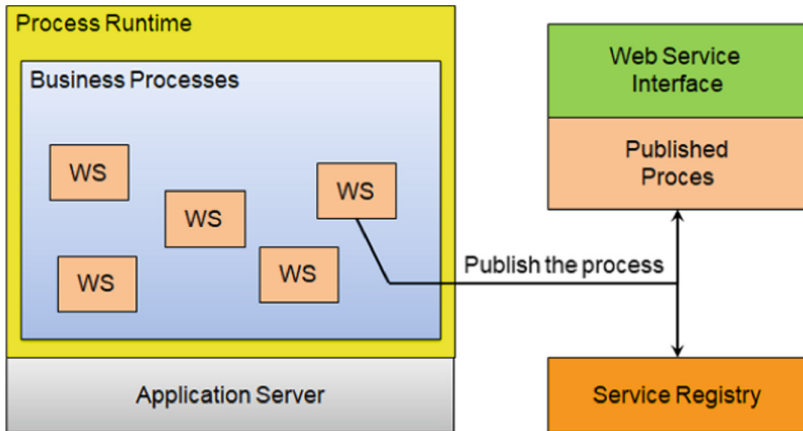 Process Runtime
Business Processes
WS
WS
WS
WS
WS
Application Server
Publish the process
Web Service
Interface
Published
Proces
Service Registry